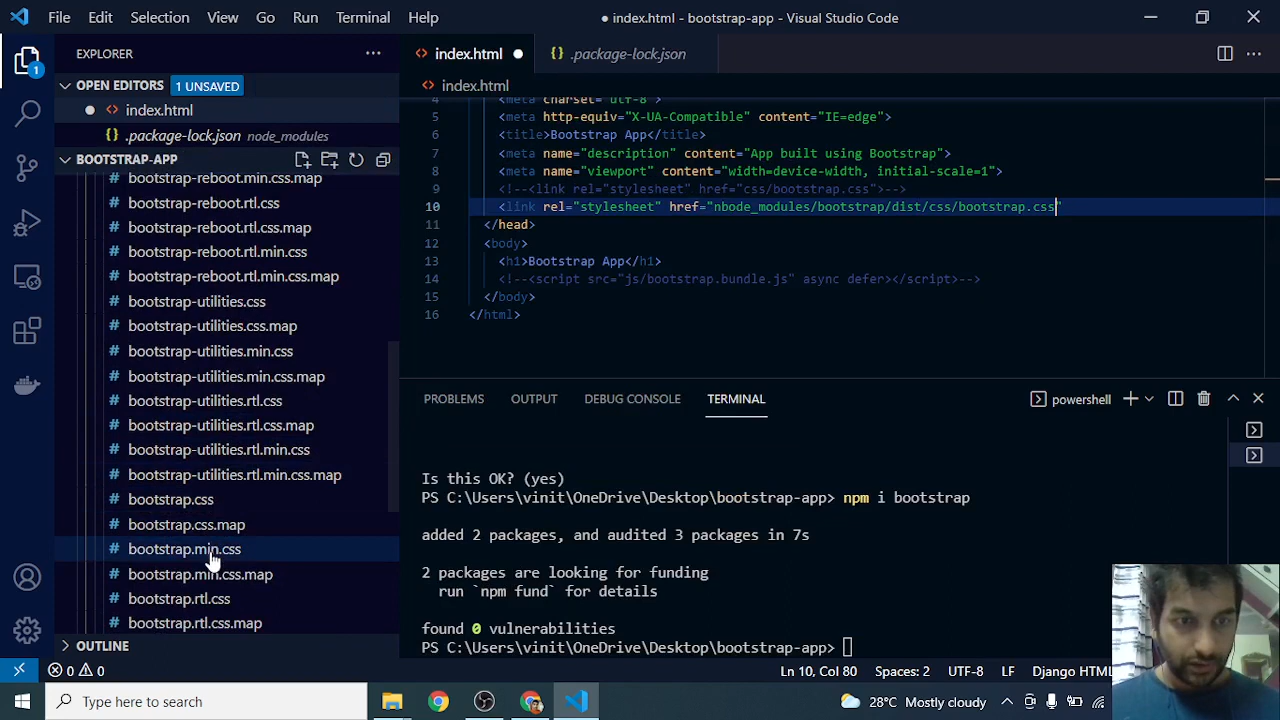 File Edit Selection View Go Run Terminal Help
● index.html - bootstrap-app - Visual Studio Code
EXPLORER
index.html
.package-lock.json
OPEN EDITORS 1 UNSAVED
index.html
index.html
.package-lock.json node_modules
BOOTSTRAP-APP
bootstrap-reboot.min.css.map
bootstrap-reboot.rtl.css
bootstrap-reboot.rtl.css.map
bootstrap-reboot.rtl.min.css
bootstrap-reboot.rtl.min.css.map
bootstrap-utilities.css
bootstrap-utilities.css.map
bootstrap-utilities.min.css
bootstrap-utilities.min.css.map
bootstrap-utilities.rtl.css
bootstrap-utilities.rtl.css.map
bootstrap-utilities.rtl.min.css
bootstrap-utilities.rtl.min.css.map
bootstrap.css
bootstrap.css.map
bootstrap.min.css
bootstrap.min.css.map
bootstrap.rtl.css
bootstrap.rtl.css.map
OUTLINE
4 <meta charset="utf-8">
5 <meta http-equiv="X-UA-Compatible" content="IE=edge">
6 <title>Bootstrap App</title>
7 <meta name="description" content="App built using Bootstrap">
8 <meta name="viewport" content="width=device-width, initial-scale=1">
9 <!--<link rel="stylesheet" href="css/bootstrap.css">-->
10 <link rel="stylesheet" href="nbode_modules/bootstrap/dist/css/bootstrap.css"
11 </head>
12 <body>
13 <h1>Bootstrap App</h1>
14 <!--<script src="js/bootstrap.bundle.js" async defer></script>-->
15 </body>
16 </html>
PROBLEMS OUTPUT DEBUG CONSOLE TERMINAL
powershell
Is this OK? (yes)
PS C:\Users\vinit\OneDrive\Desktop\bootstrap-app> npm i bootstrap
added 2 packages, and audited 3 packages in 7s
2 packages are looking for funding
run `npm fund` for details
found 0 vulnerabilities
PS C:\Users\vinit\OneDrive\Desktop\bootstrap-app>
1
0 0
Ln 10, Col 80 Spaces: 2 UTF-8 LF Django HTML
Type here to search
28°C Mostly cloudy